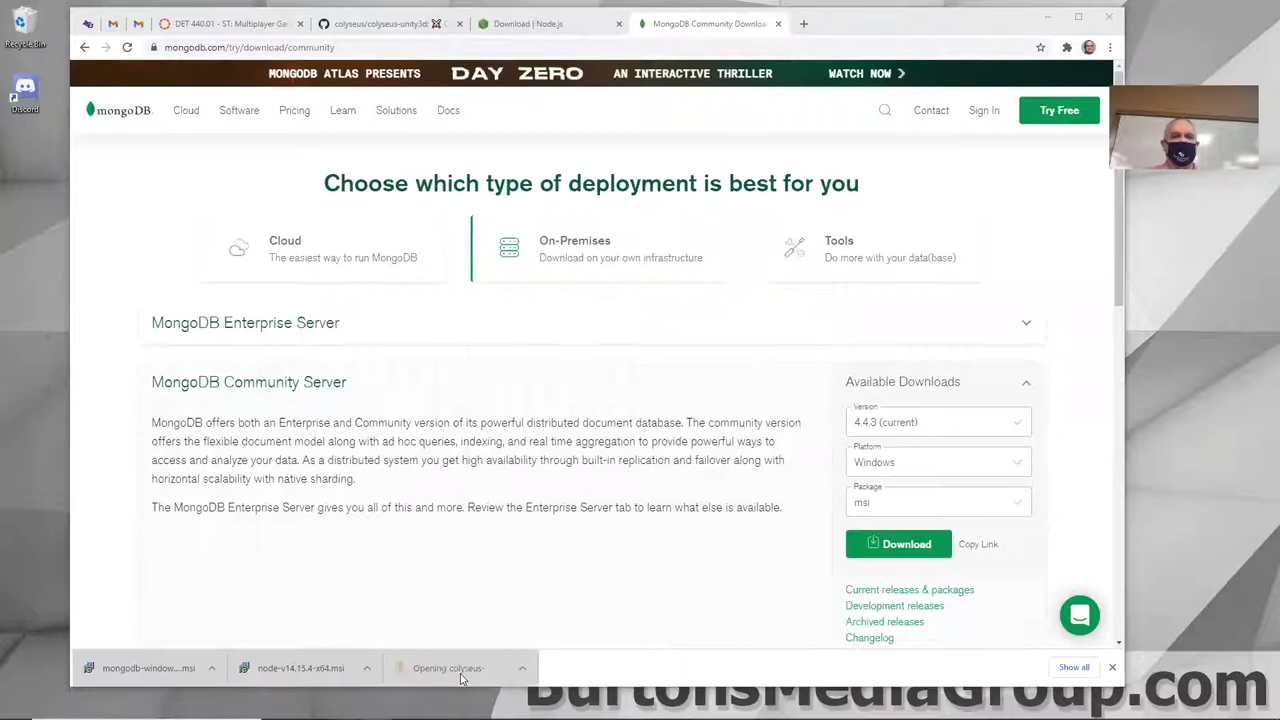 DET 440.01 - ST: Multiplayer Ga
colyseus/colyseus-unity3d:
C
Download | Node.js
MongoDB Community Download
mongodb.com/try/download/community
Recycle Bin
Discord
MONGODB ATLAS PRESENTS DAY ZERO AN INTERACTIVE THRILLER WATCH NOW
mongoDB. Cloud Software Pricing Learn Solutions Docs Contact Sign In Try Free
Choose which type of deployment is best for you
Cloud
The easiest way to run MongoDB
On-Premises
Download on your own infrastructure
Tools
Do more with your data(base)
MongoDB Enterprise Server
MongoDB Community Server
MongoDB offers both an Enterprise and Community version of its powerful distributed document database. The community version
offers the flexible document model along with ad hoc queries, indexing, and real time aggregation to provide powerful ways to
access and analyze your data. As a distributed system you get high availability through built-in replication and failover along with
horizontal scalability with native sharding.
The MongoDB Enterprise Server gives you all of this and more. Review the Enterprise Server tab to learn what else is available.
Available Downloads
Version
4.4.3 (current)
Platform
Windows
Package
msi
Download Copy Link
Current releases & packages
Development releases
Archived releases
Changelog
mongodb-window....msi
node-v14.15.4-x64.msi
Opening colyseus-
Show all
BurtonsMediaGroup.com